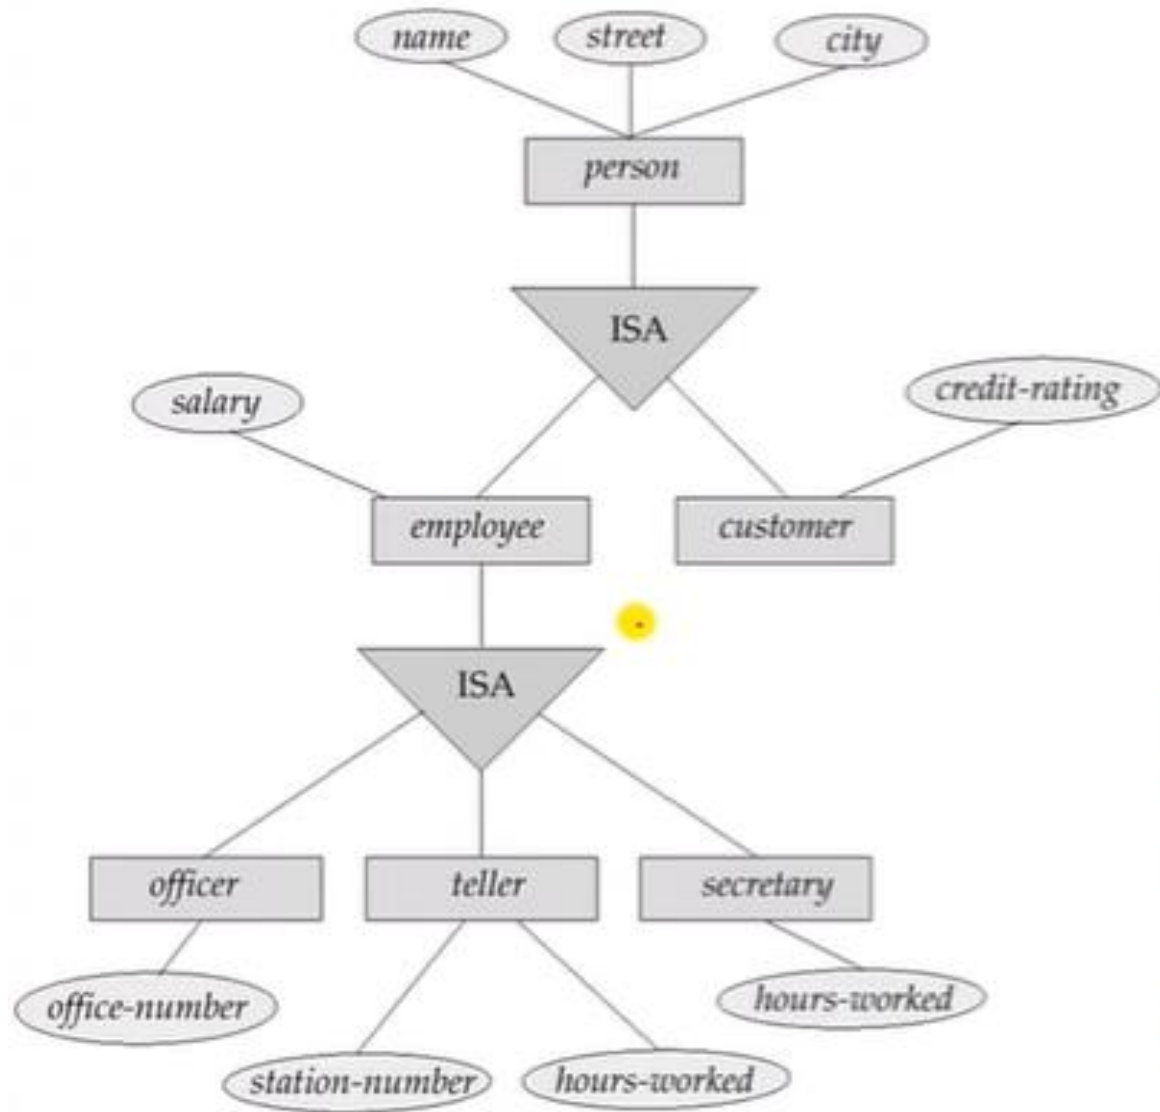 name
street
city
person
ISA
salary
credit-rating
employee
customer
ISA
officer
teller
secretary
office-number
hours-worked
station-number
hours-worked